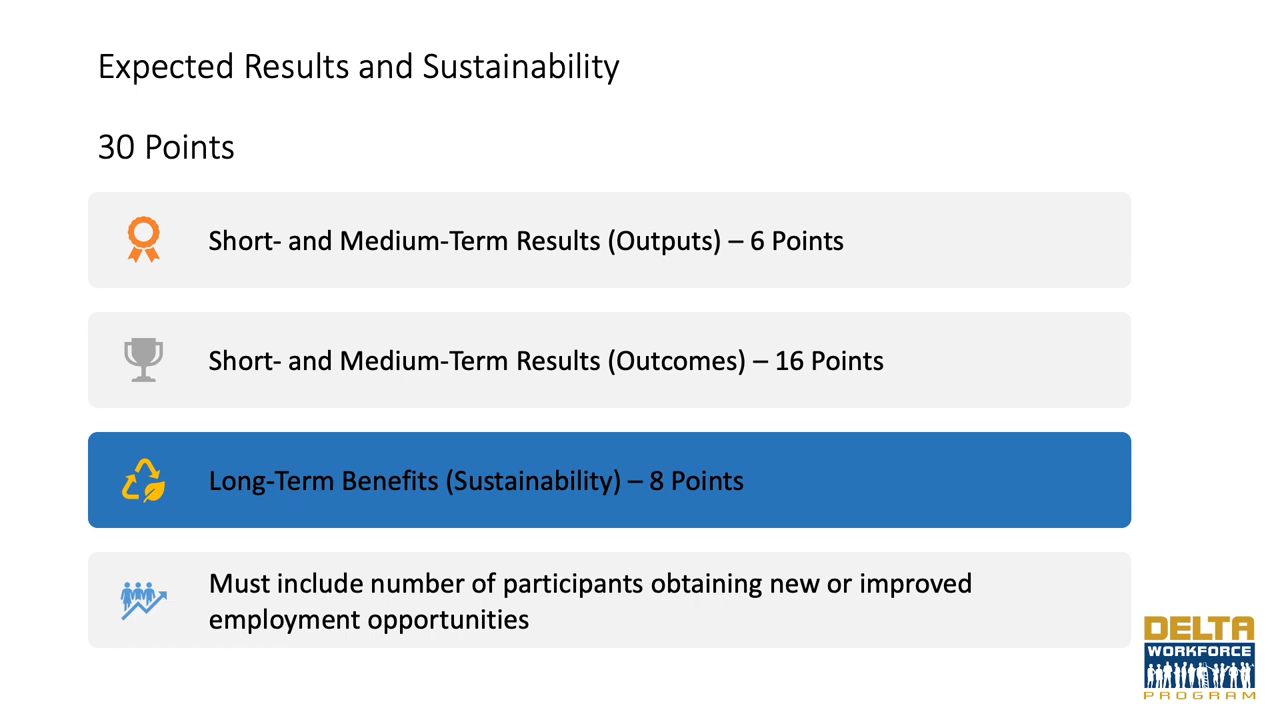 Expected Results and Sustainability
30 Points
Short- and Medium-Term Results (Outputs) – 6 Points
Short- and Medium-Term Results (Outcomes) – 16 Points
Long-Term Benefits (Sustainability) – 8 Points
Must include number of participants obtaining new or improved
employment opportunities
DELTA
WORKFORCE
PROGRAM